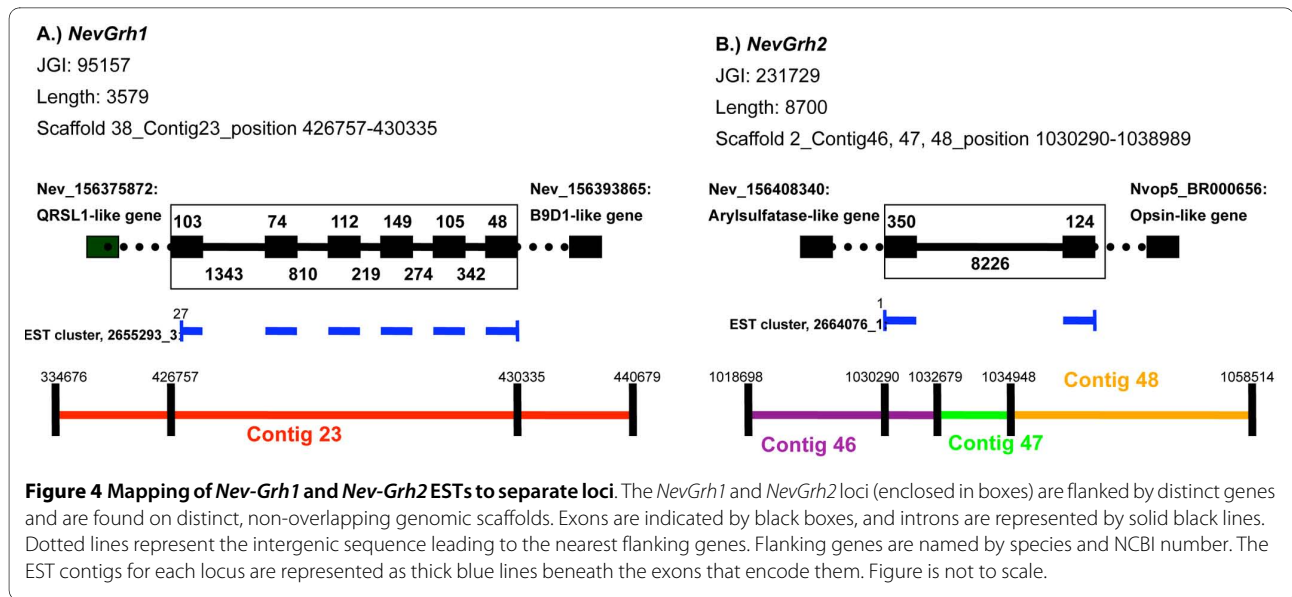 A.) NevGrh1
JGI: 95157
Length: 3579
Scaffold 38_Contig23_position 426757-430335
Nev_156375872:
QRSL1-like gene
103 74 112 149 105 48
1343 810 219 274 342
Nev_156393865:
B9D1-like gene
27
EST cluster, 2655293_3:
334676 426757 430335 440679
Contig 23
B.) NevGrh2
JGI: 231729
Length: 8700
Scaffold 2_Contig46, 47, 48_position 1030290-1038989
Nev_156408340:
Arylsulfatase-like gene
350 124
8226
Nvop5_BR000656:
Opsin-like gene
1
EST cluster, 2664076_1
1018698 1030290 1032679 1034948 1058514
Contig 48
Contig 46
Contig 47
Figure 4 Mapping of Nev-Grh1 and Nev-Grh2 ESTs to separate loci. The NevGrh1 and NevGrh2 loci (enclosed in boxes) are flanked by distinct genes
and are found on distinct, non-overlapping genomic scaffolds. Exons are indicated by black boxes, and introns are represented by solid black lines.
Dotted lines represent the intergenic sequence leading to the nearest flanking genes. Flanking genes are named by species and NCBI number. The
EST contigs for each locus are represented as thick blue lines beneath the exons that encode them. Figure is not to scale.